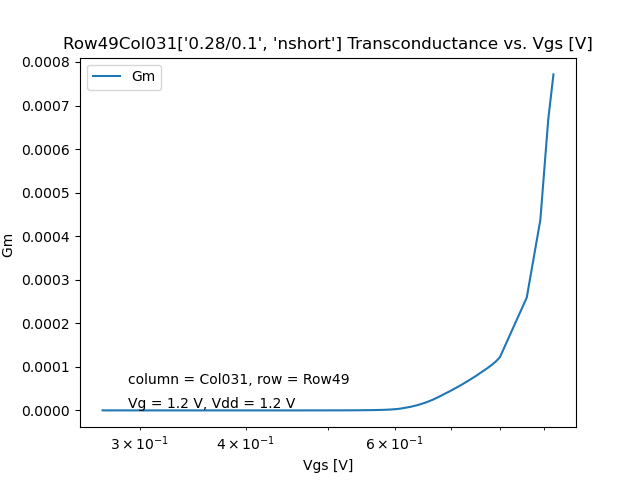 Row49Col031['0.28/0.1', 'nshort'] Transconductance vs. Vgs [V]
Gm
0.0008
0.0007
0.0006
0.0005
0.0004
0.0003
0.0002
0.0001
0.0000
Gm
column = Col031, row = Row49
Vg = 1.2 V, Vdd = 1.2 V
3 × 10⁻¹
4 × 10⁻¹
6 × 10⁻¹
Vgs [V]